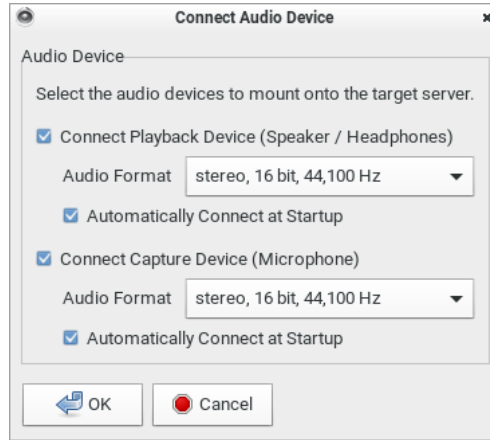 Connect Audio Device
Audio Device
Select the audio devices to mount onto the target server.
Connect Playback Device (Speaker / Headphones)
Audio Format stereo, 16 bit, 44,100 Hz
Automatically Connect at Startup
Connect Capture Device (Microphone)
Audio Format stereo, 16 bit, 44,100 Hz
Automatically Connect at Startup
OK Cancel